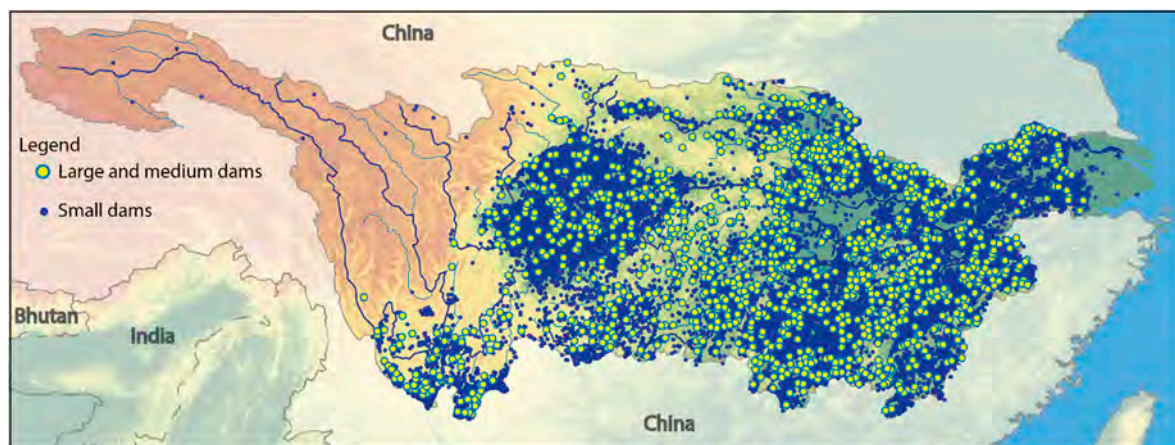 China
Legend
Large and medium dams
Small dams
Bhutan
India
China